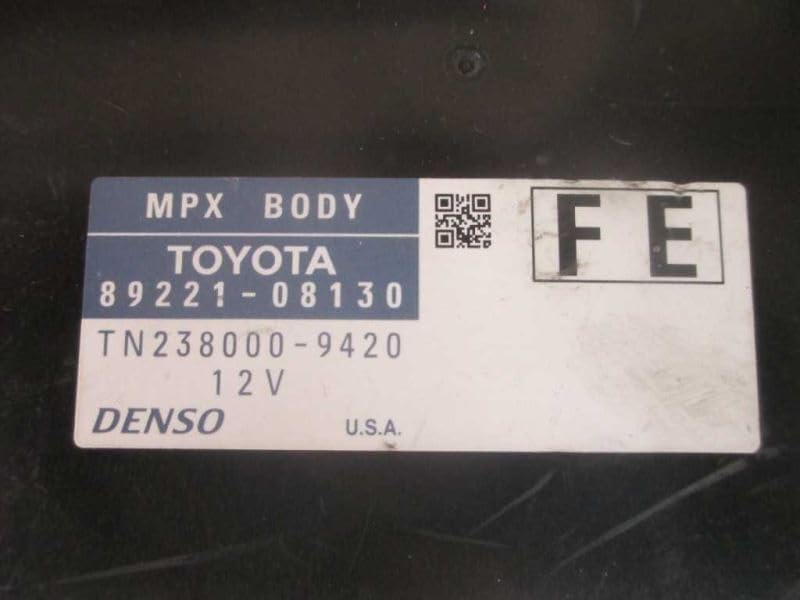 MPX BODY
TOYOTA
89221-08130
TN238000-9420
12V
DENSO
U.S.A.
FE